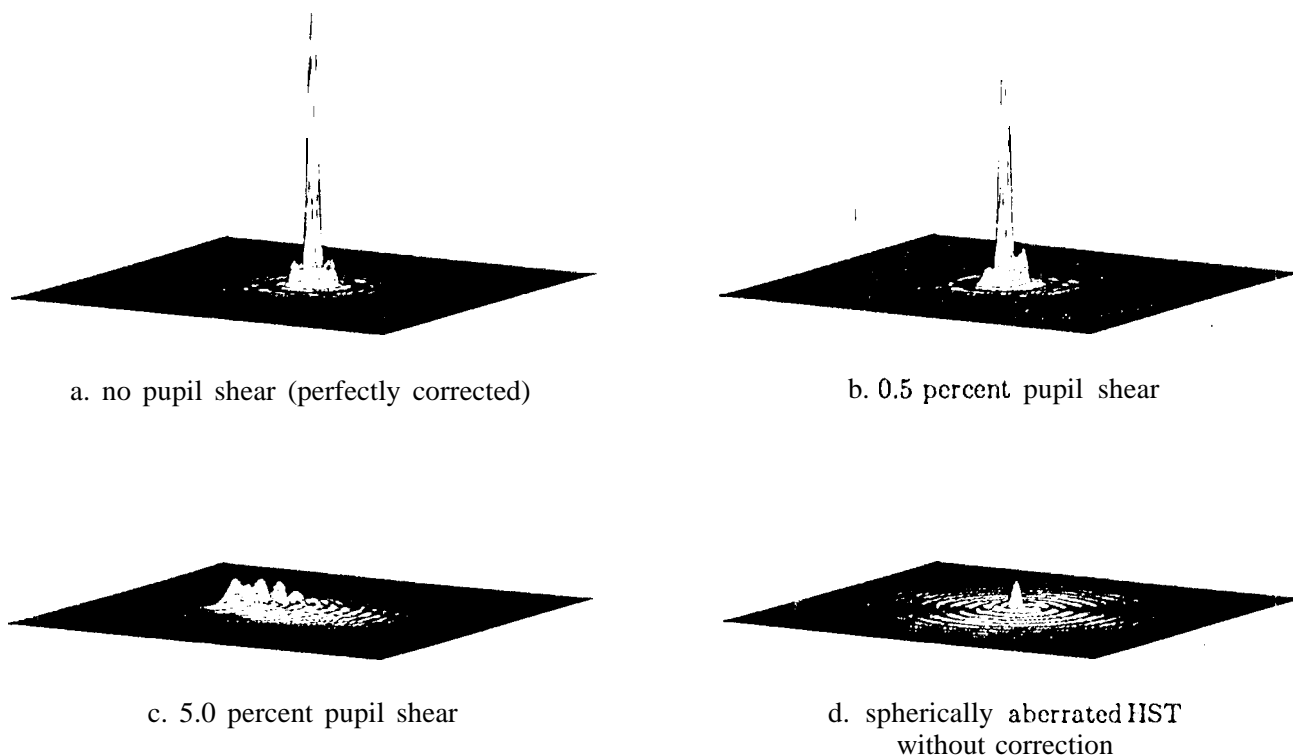 a. no pupil shear (perfectly corrected)
b. 0.5 percent pupil shear
c. 5.0 percent pupil shear
d. spherically aberrated HST
without correction